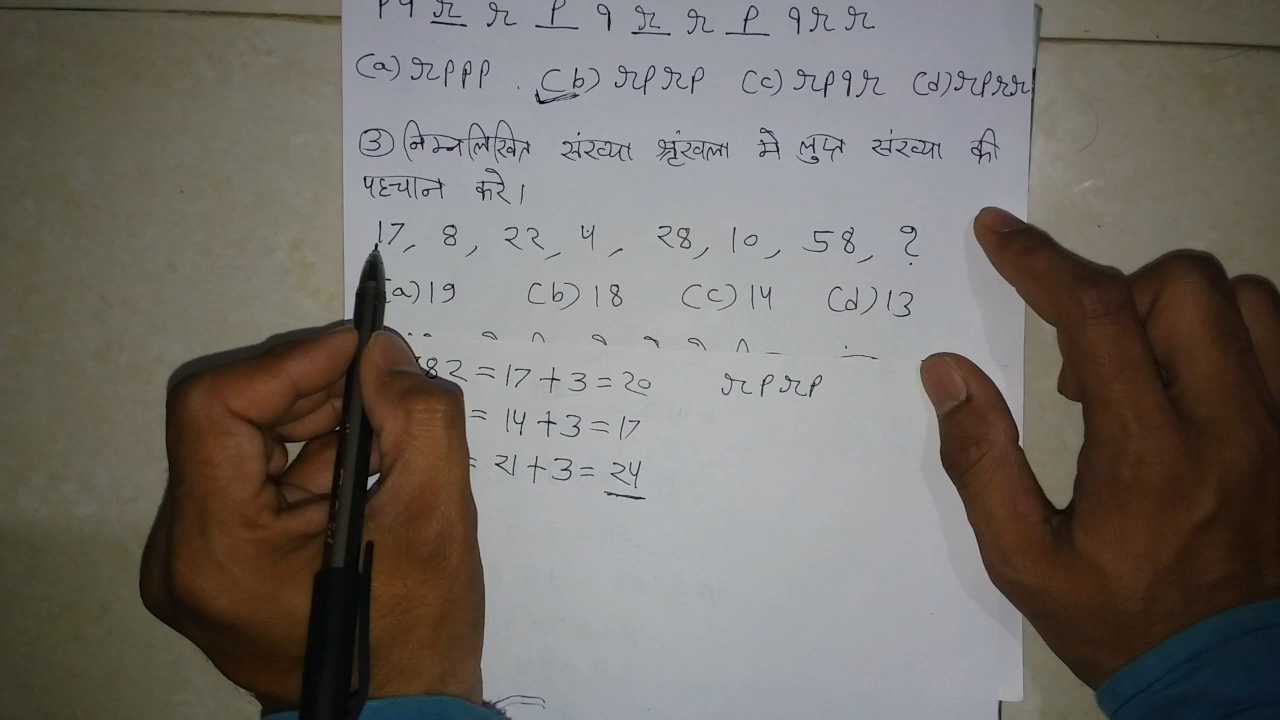 p q r r p q r r p q r r
(a) rppp (b) rprp (c) rpqr (d) rprr
③ निम्नलिखित संख्या श्रृंखला मे लुप्त संख्या की
पहचान करे।
17, 8, 22, 4, 28, 10, 58, ?
(a) 19 (b) 18 (c) 14 (d) 13
82 = 17 + 3 = 20 rprp
= 14 + 3 = 17
= 21 + 3 = 24